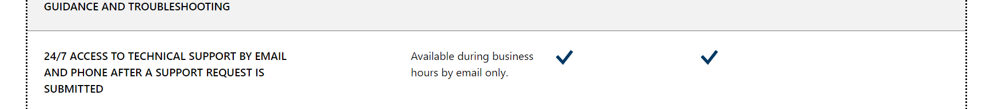 GUIDANCE AND TROUBLESHOOTING
24/7 ACCESS TO TECHNICAL SUPPORT BY EMAIL
AND PHONE AFTER A SUPPORT REQUEST IS
SUBMITTED
Available during business
hours by email only.